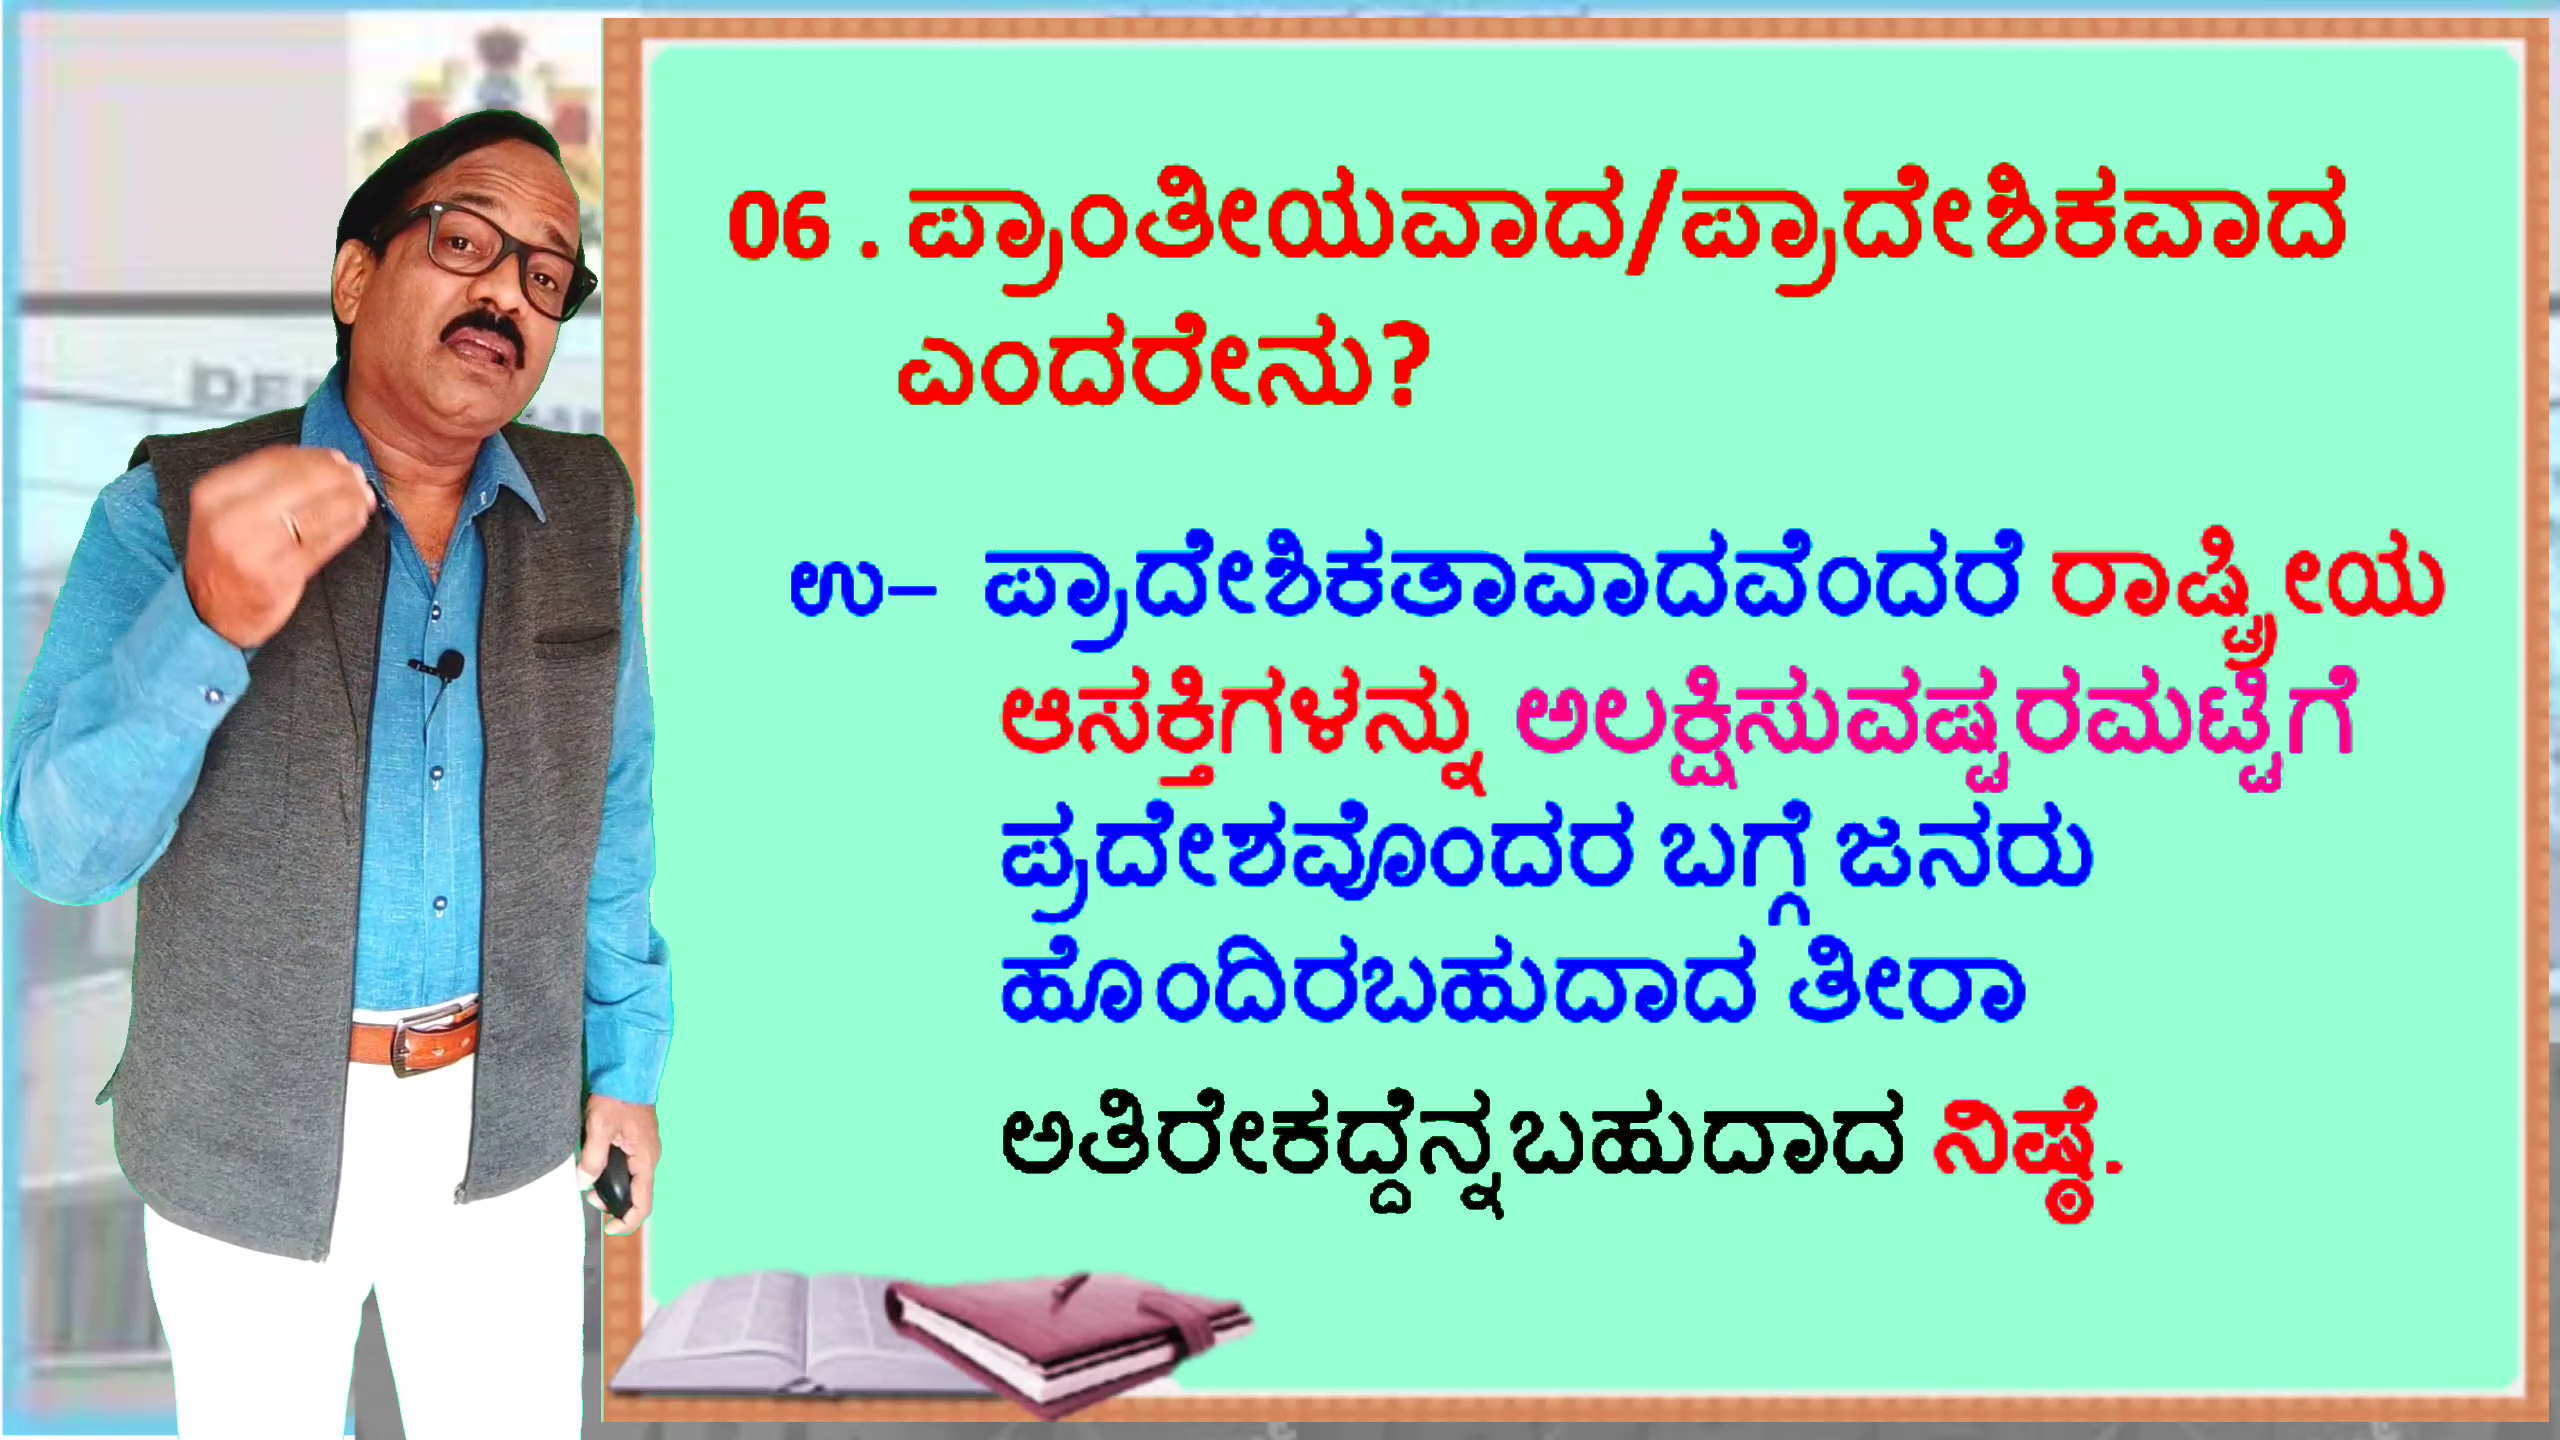 06 . ಪ್ರಾಂತೀಯವಾದ/ಪ್ರಾದೇಶಿಕವಾದ
ಎಂದರೇನು?
ಉ– ಪ್ರಾದೇಶಿಕತಾವಾದವೆಂದರೆ ರಾಷ್ಟ್ರೀಯ
ಆಸಕ್ತಿಗಳನ್ನು ಅಲಕ್ಷಿಸುವಷ್ಟರಮಟ್ಟಿಗೆ
ಪ್ರದೇಶವೊಂದರ ಬಗ್ಗೆ ಜನರು
ಹೊಂದಿರಬಹುದಾದ ತೀರಾ
ಅತಿರೇಕದ್ದೆನ್ನಬಹುದಾದ ನಿಷ್ಠೆ.